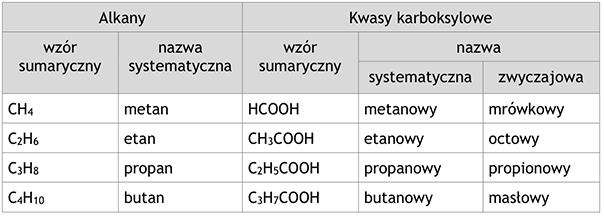 Alkany Kwasy karboksylowe
wzór sumaryczny nazwa systematyczna wzór sumaryczny nazwa
systematyczna zwyczajowa
CH₄ metan HCOOH metanowy mrówkowy
C₂H₆ etan CH₃COOH etanowy octowy
C₃H₈ propan C₂H₅COOH propanowy propionowy
C₄H₁₀ butan C₃H₇COOH butanowy masłowy